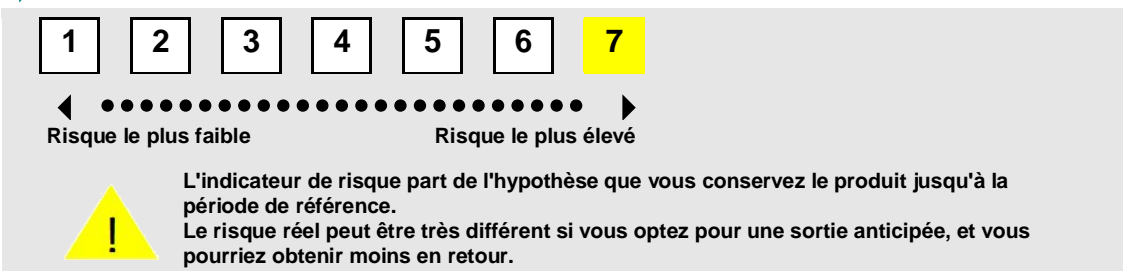 1 2 3 4 5 6 7
Risque le plus faible Risque le plus élevé
L'indicateur de risque part de l'hypothèse que vous conservez le produit jusqu'à la
période de référence.
Le risque réel peut être très différent si vous optez pour une sortie anticipée, et vous
pourriez obtenir moins en retour.
!